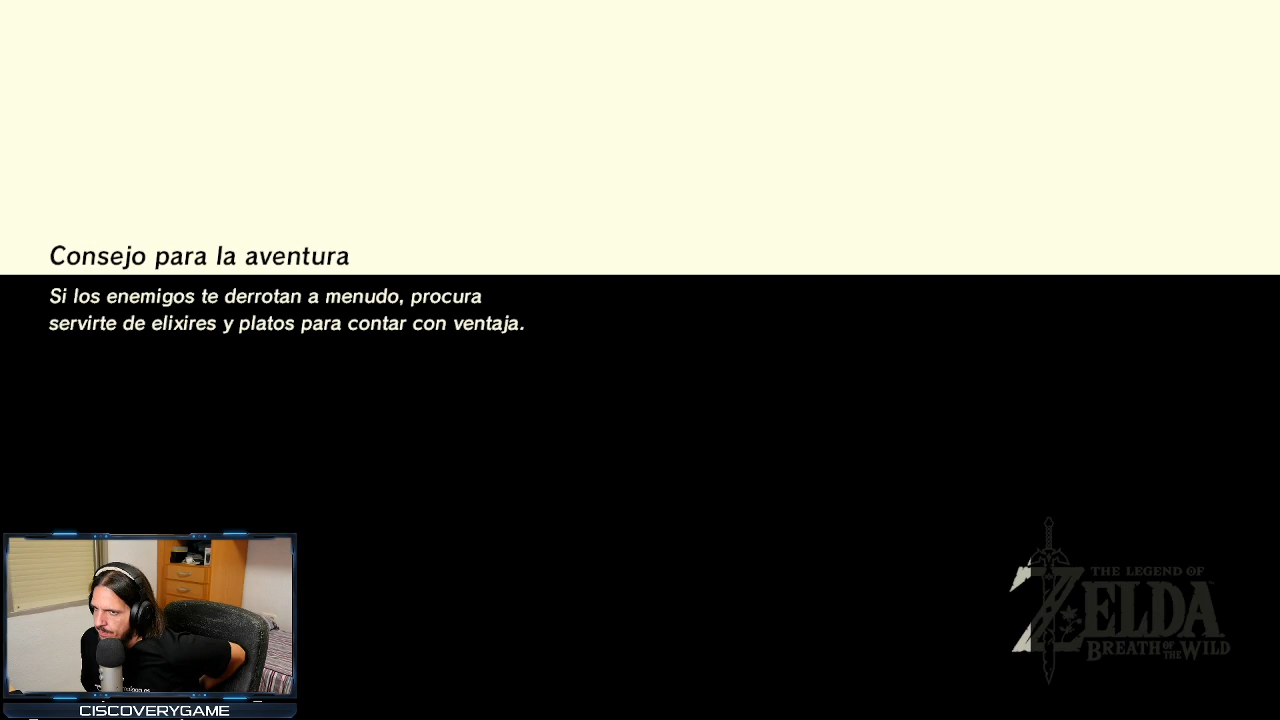 Consejo para la aventura
Si los enemigos te derrotan a menudo, procura
servirte de elixires y platos para contar con ventaja.
THE LEGEND OF
ZELDA
BREATH OF THE WILD
CISCOVERYGAME